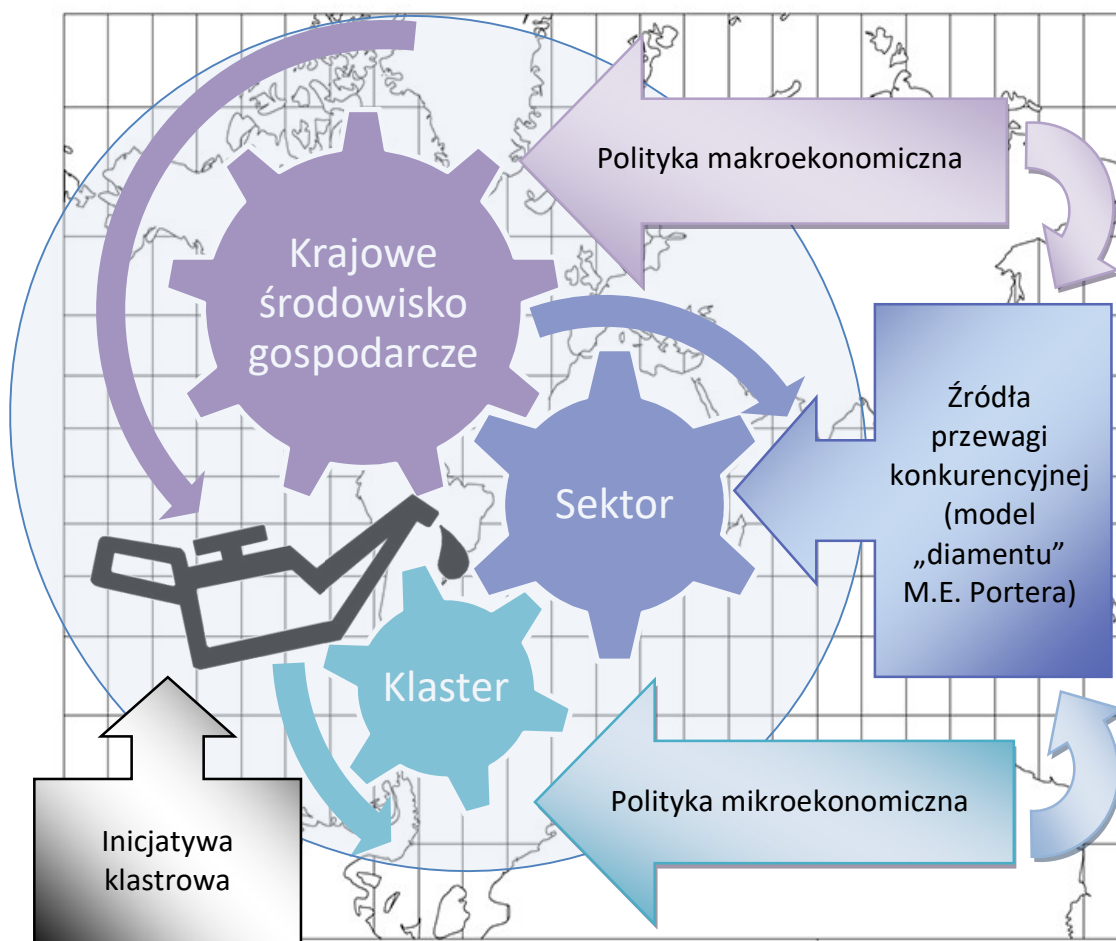 Polityka makroekonomiczna
Krajowe
środowisko
gospodarcze
Źródła
przewagi
konkurencyjnej
(model
„diamentu”
M.E. Portera)
Sektor
Klaster
Polityka mikroekonomiczna
Inicjatywa
klastrowa